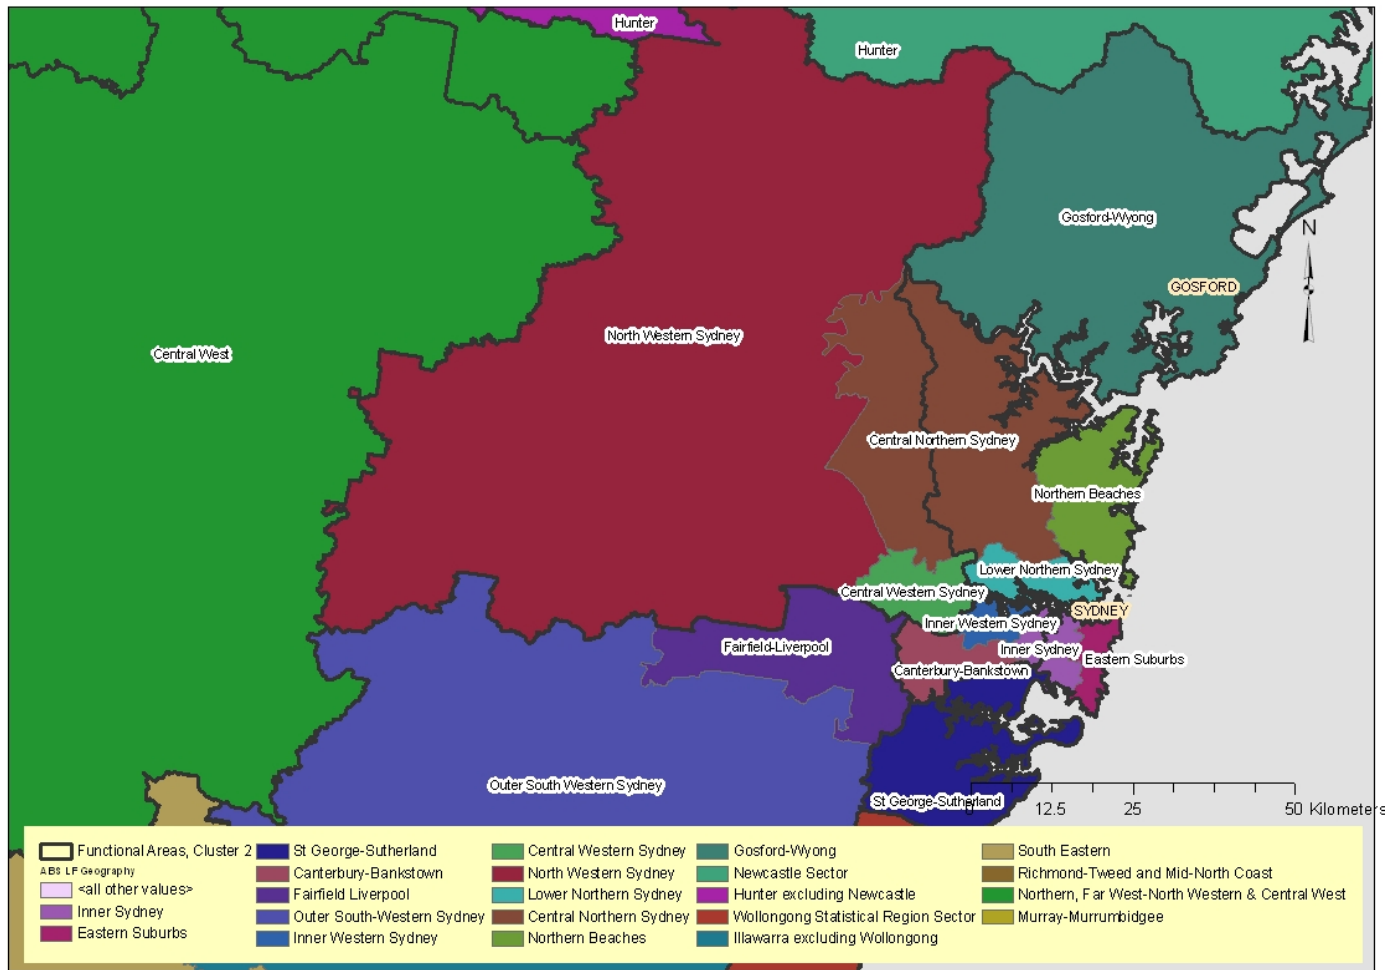 Hunter
Hunter
Gosford-Wyong
N
GOSFORD
North Western Sydney
Central West
Central Northern Sydney
Northern Beaches
Lower Northern Sydney
Central Western Sydney
SYDNEY
Inner Western Sydney
Fairfield-Liverpool
Inner Sydney
Eastern Suburbs
Canterbury-Bankstown
Outer South Western Sydney
St George-Sutherland
0 12.5 25 50 Kilometers
Functional Areas, Cluster 2
ABS LF Geography
<all other values>
Inner Sydney
Eastern Suburbs
St George-Sutherland
Canterbury-Bankstown
Fairfield Liverpool
Outer South-Western Sydney
Inner Western Sydney
Central Western Sydney
North Western Sydney
Lower Northern Sydney
Central Northern Sydney
Northern Beaches
Gosford-Wyong
Newcastle Sector
Hunter excluding Newcastle
Wollongong Statistical Region Sector
Illawarra excluding Wollongong
South Eastern
Richmond-Tweed and Mid-North Coast
Northern, Far West-North Western & Central West
Murray-Murrumbidgee